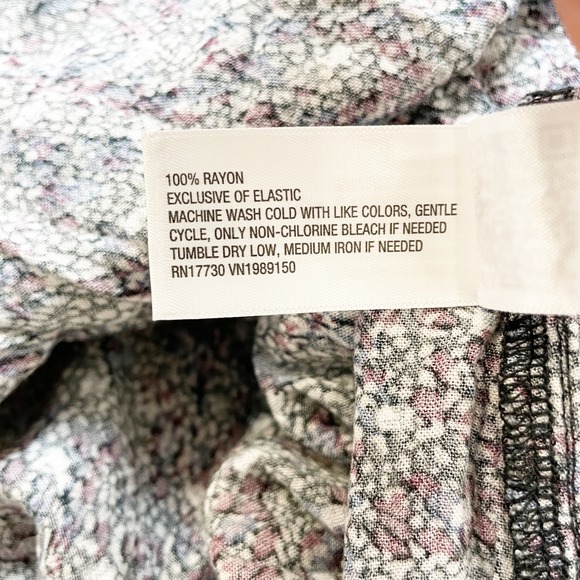 100% RAYON
EXCLUSIVE OF ELASTIC
MACHINE WASH COLD WITH LIKE COLORS, GENTLE
CYCLE, ONLY NON-CHLORINE BLEACH IF NEEDED
TUMBLE DRY LOW, MEDIUM IRON IF NEEDED
RN17730 VN1989150